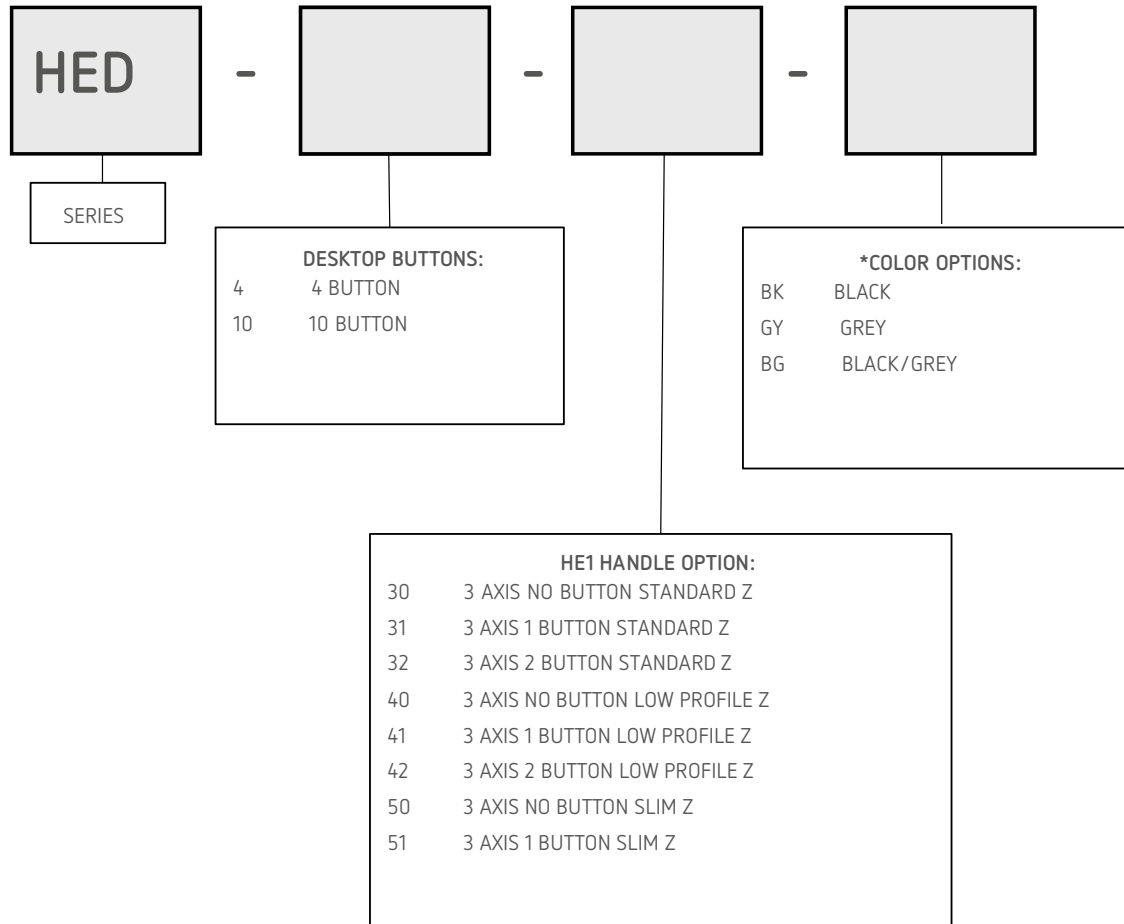 HED - - -
SERIES
DESKTOP BUTTONS:
4 4 BUTTON
10 10 BUTTON
*COLOR OPTIONS:
BK BLACK
GY GREY
BG BLACK/GREY
HE1 HANDLE OPTION:
30 3 AXIS NO BUTTON STANDARD Z
31 3 AXIS 1 BUTTON STANDARD Z
32 3 AXIS 2 BUTTON STANDARD Z
40 3 AXIS NO BUTTON LOW PROFILE Z
41 3 AXIS 1 BUTTON LOW PROFILE Z
42 3 AXIS 2 BUTTON LOW PROFILE Z
50 3 AXIS NO BUTTON SLIM Z
51 3 AXIS 1 BUTTON SLIM Z